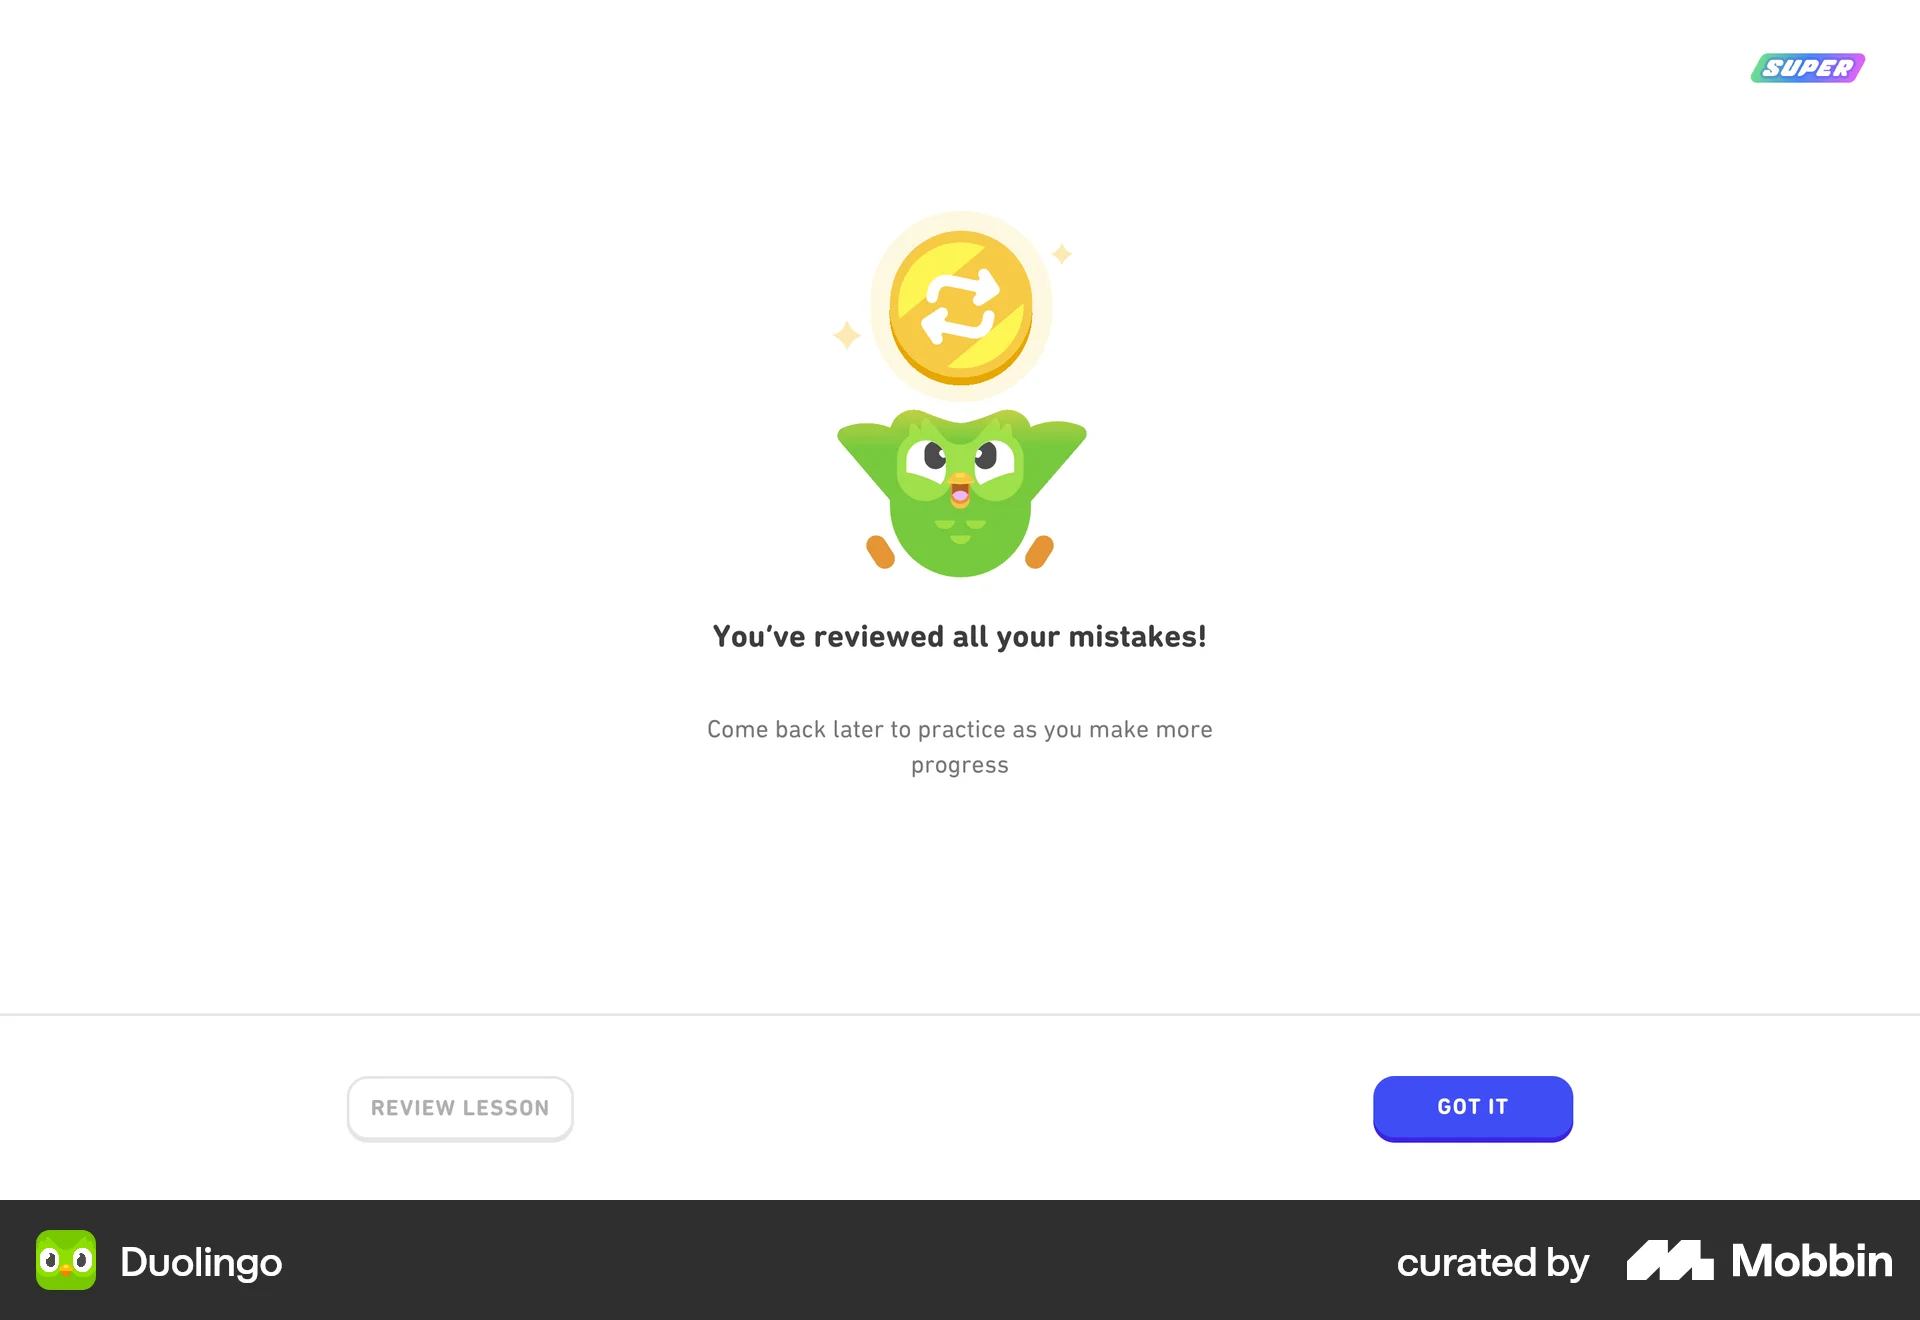 SUPER
You’ve reviewed all your mistakes!
Come back later to practice as you make more
progress
REVIEW LESSON
GOT IT
Duolingo
curated by Mobbin